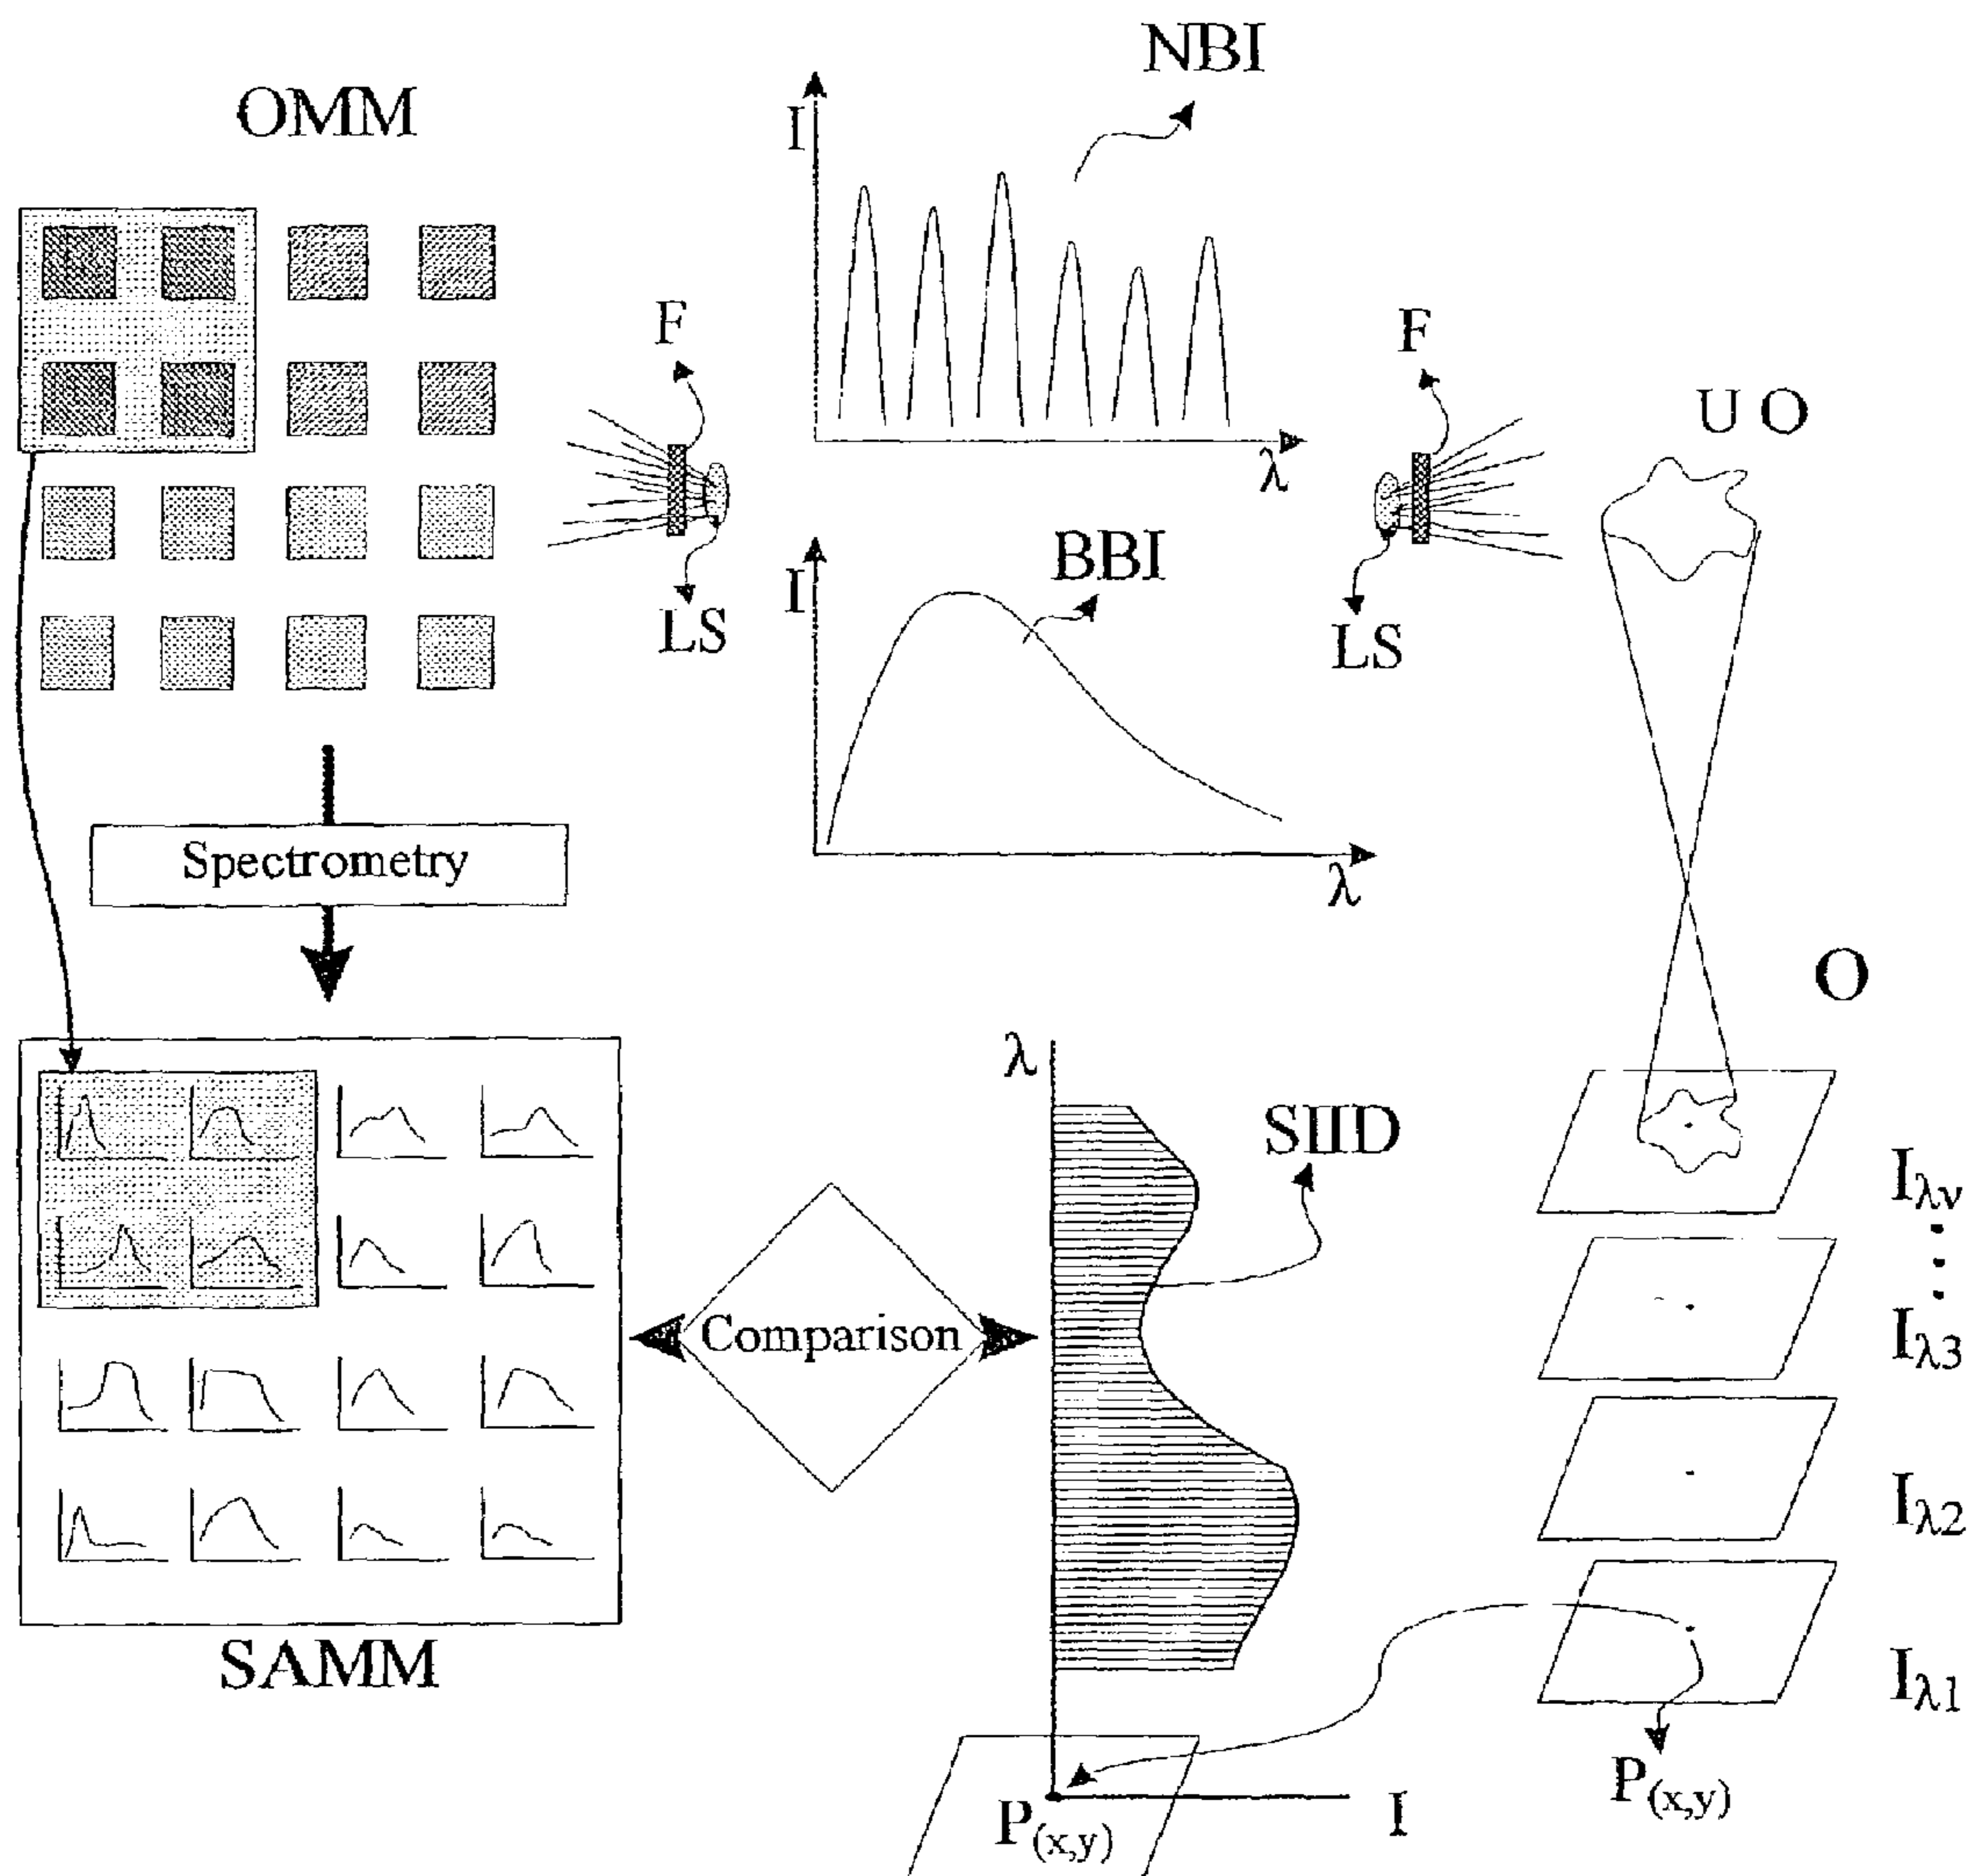 NBI
OMM
I
F
λ
F
U O
LS
BBI
I
LS
λ
Spectrometry
O
λ
SIID
Iλν
Iλ3
Comparison
Iλ2
SAMM
Iλ1
P(x,y)
I
P(x,y)